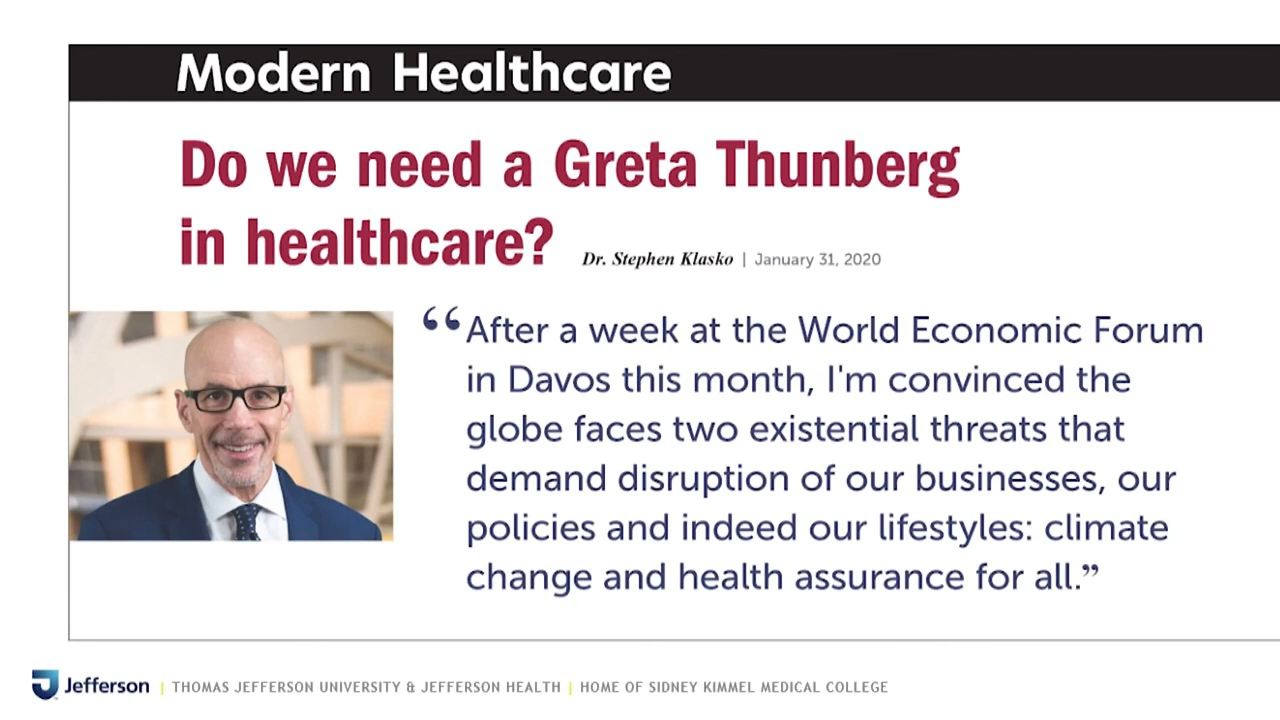 Modern Healthcare
Do we need a Greta Thunberg
in healthcare? Dr. Stephen Klasko | January 31, 2020
“After a week at the World Economic Forum
in Davos this month, I'm convinced the
globe faces two existential threats that
demand disruption of our businesses, our
policies and indeed our lifestyles: climate
change and health assurance for all.”
Jefferson | THOMAS JEFFERSON UNIVERSITY & JEFFERSON HEALTH | HOME OF SIDNEY KIMMEL MEDICAL COLLEGE